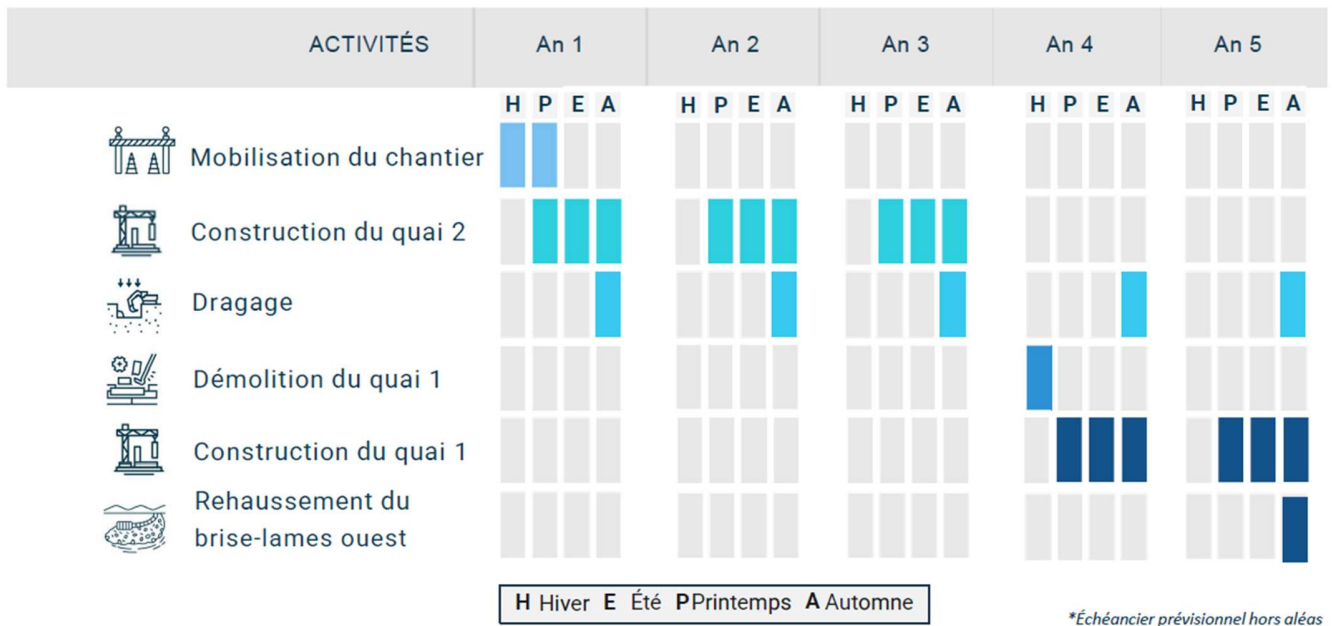 ACTIVITÉS An 1 An 2 An 3 An 4 An 5
H P E A H P E A H P E A H P E A H P E A
Mobilisation du chantier
Construction du quai 2
Dragage
Démolition du quai 1
Construction du quai 1
Rehaussement du
brise-lames ouest
H Hiver E Été P Printemps A Automne
*Échéancier prévisionnel hors aléas